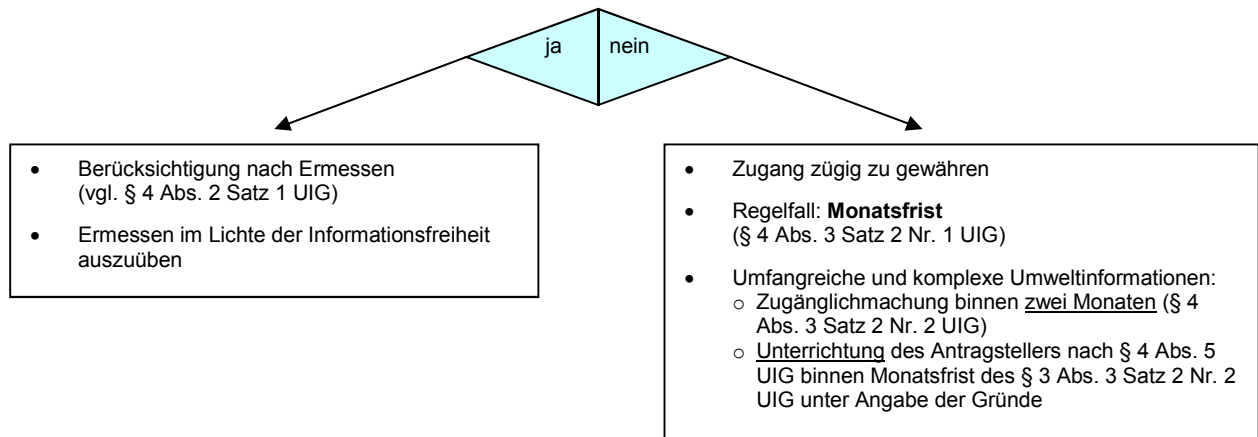 ja
nein
• Berücksichtigung nach Ermessen
(vgl. § 4 Abs. 2 Satz 1 UIG)
• Ermessen im Lichte der Informationsfreiheit
auszuüben
• Zugang zügig zu gewähren
• Regelfall: Monatsfrist
(§ 4 Abs. 3 Satz 2 Nr. 1 UIG)
• Umfangreiche und komplexe Umweltinformationen:
o Zugänglichmachung binnen zwei Monaten (§ 4
Abs. 3 Satz 2 Nr. 2 UIG)
o Unterrichtung des Antragstellers nach § 4 Abs. 5
UIG binnen Monatsfrist des § 3 Abs. 3 Satz 2 Nr. 2
UIG unter Angabe der Gründe